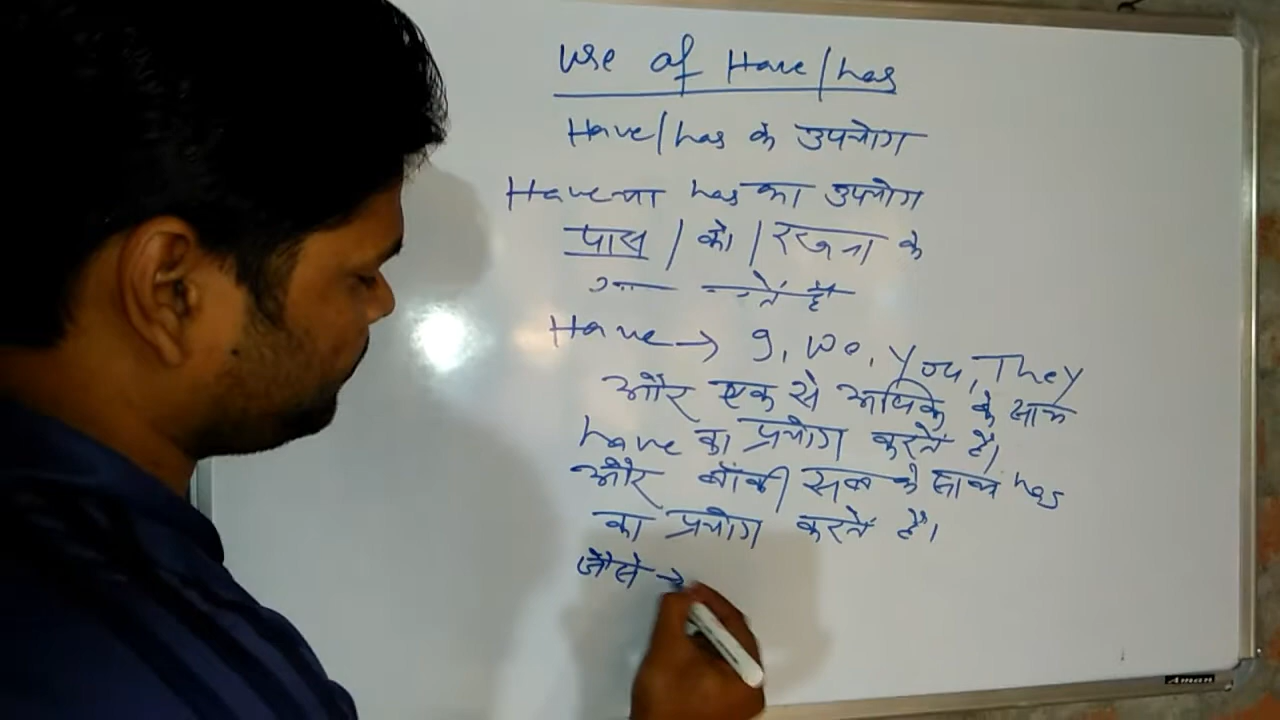 use of Have/has
Have/has के उपयोग
Have या has का उपयोग
पास / को / रखना के
ते हैं
Have → I, We, You, They
और एक से अधिक के साथ
have का प्रयोग करते है।
और बाँकी सब के साथ has
का प्रयोग करते है।
जैसे →
Aman